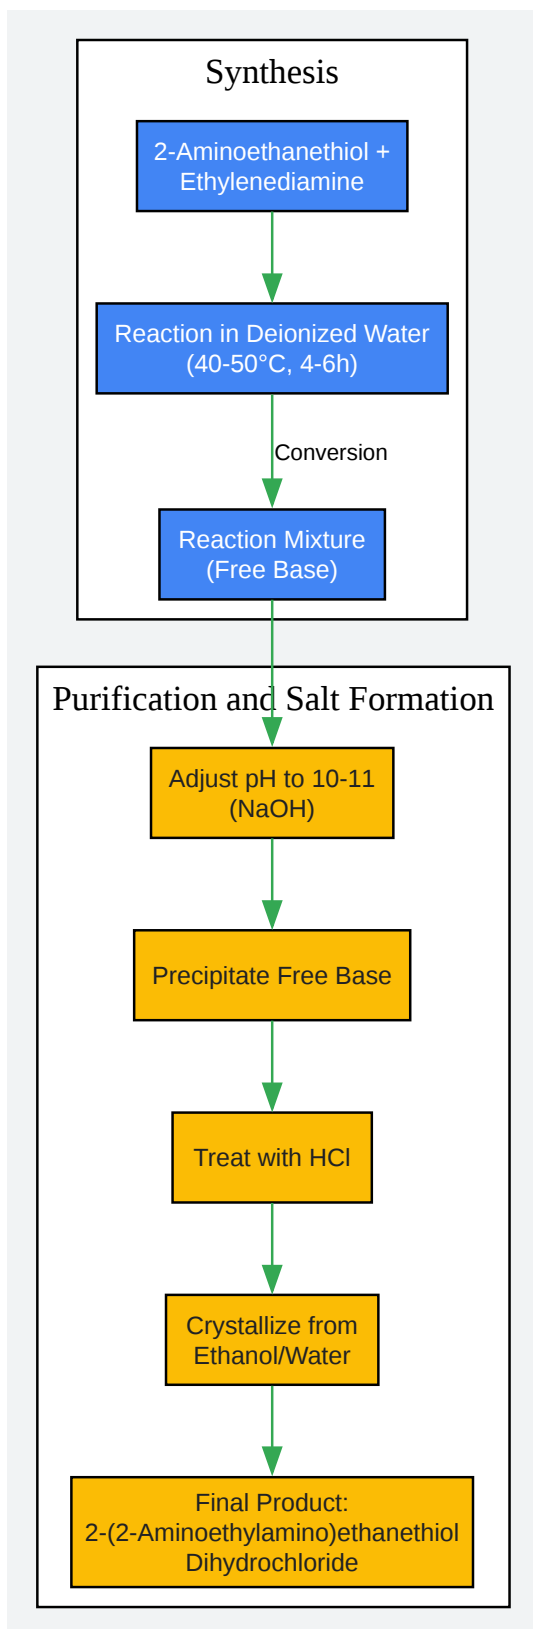 Synthesis
2-Aminoethanethiol +
Ethylenediamine
Reaction in Deionized Water
(40-50°C, 4-6h)
Conversion
Reaction Mixture
(Free Base)
Purification and Salt Formation
Adjust pH to 10-11
(NaOH)
Precipitate Free Base
Treat with HCl
Crystallize from
Ethanol/Water
Final Product:
2-(2-Aminoethylamino)ethanethiol
Dihydrochloride